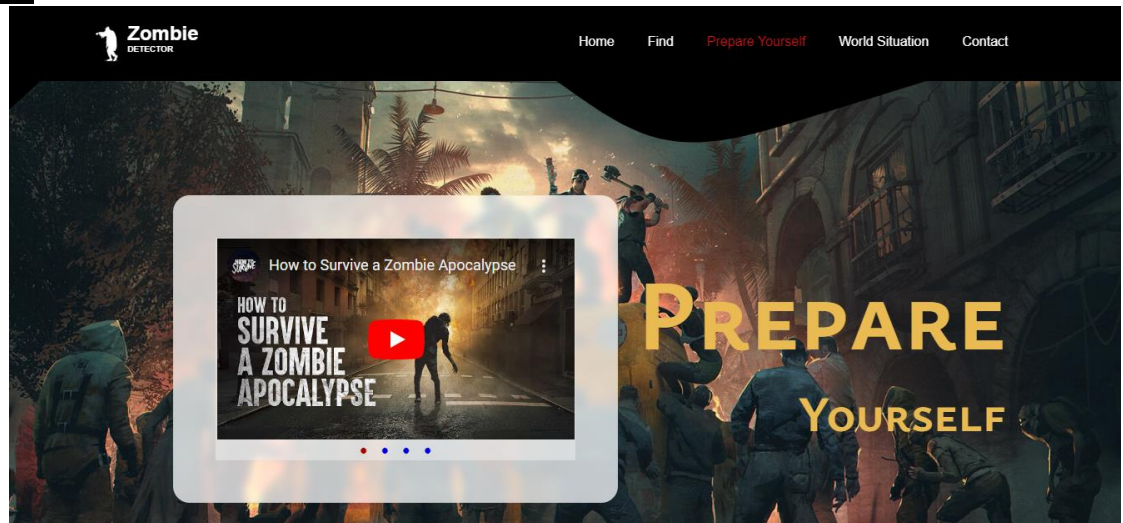 Zombie
DETECTOR
Home Find Prepare Yourself World Situation Contact
How to Survive a Zombie Apocalypse
HOW TO
SURVIVE
A ZOMBIE
APOCALYPSE
PREPARE
YOURSELF